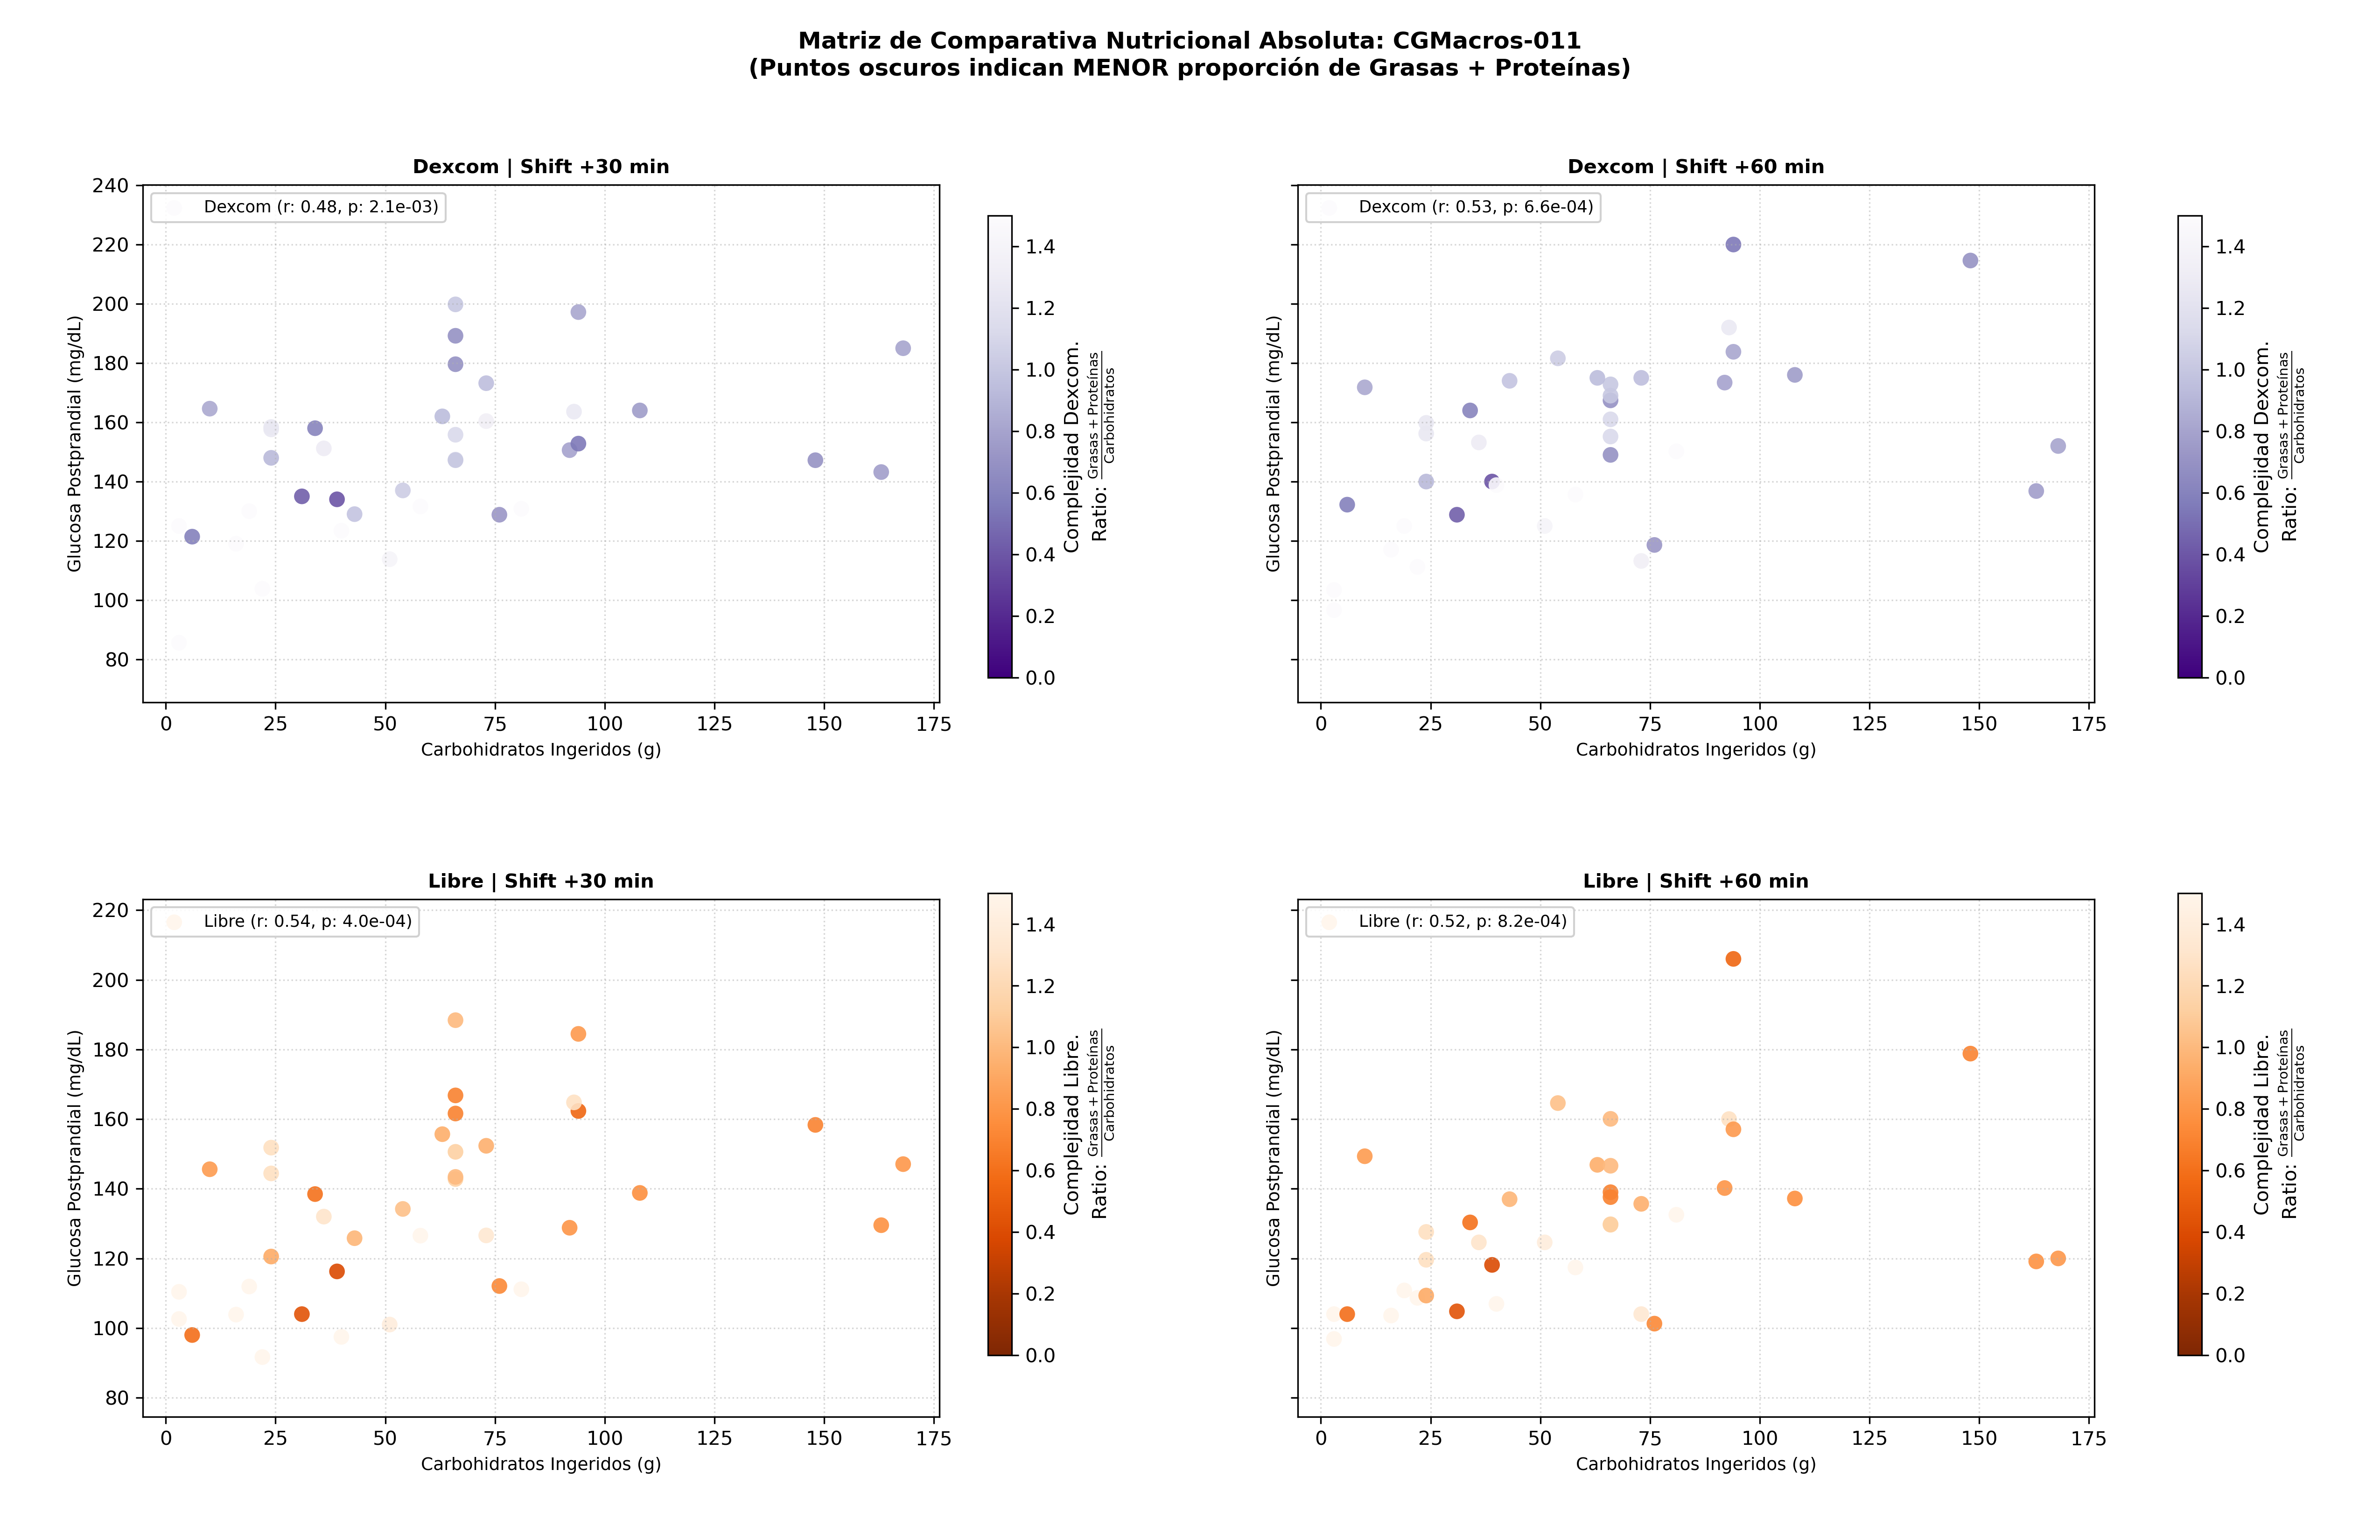 Matriz de Comparativa Nutricional Absoluta: CGMacros-011
(Puntos oscuros indican MENOR proporción de Grasas + Proteínas)
Dexcom | Shift +30 min
Dexcom (r: 0.48, p: 2.1e-03)
Glucosa Postprandial (mg/dL)
240
220
200
180
160
140
120
100
80
0 25 50 75 100 125 150 175
Carbohidratos Ingeridos (g)
1.4
1.2
1.0
0.8
0.6
0.4
0.2
0.0
Complejidad Dexcom.
Ratio: Grasas + Proteínas
Carbohidratos
Dexcom | Shift +60 min
Dexcom (r: 0.53, p: 6.6e-04)
Glucosa Postprandial (mg/dL)
0 25 50 75 100 125 150 175
Carbohidratos Ingeridos (g)
1.4
1.2
1.0
0.8
0.6
0.4
0.2
0.0
Complejidad Dexcom.
Ratio: Grasas + Proteínas
Carbohidratos
Libre | Shift +30 min
Libre (r: 0.54, p: 4.0e-04)
Glucosa Postprandial (mg/dL)
220
200
180
160
140
120
100
80
0 25 50 75 100 125 150 175
Carbohidratos Ingeridos (g)
1.4
1.2
1.0
0.8
0.6
0.4
0.2
0.0
Complejidad Libre.
Ratio: Grasas + Proteínas
Carbohidratos
Libre | Shift +60 min
Libre (r: 0.52, p: 8.2e-04)
Glucosa Postprandial (mg/dL)
0 25 50 75 100 125 150 175
Carbohidratos Ingeridos (g)
1.4
1.2
1.0
0.8
0.6
0.4
0.2
0.0
Complejidad Libre.
Ratio: Grasas + Proteínas
Carbohidratos